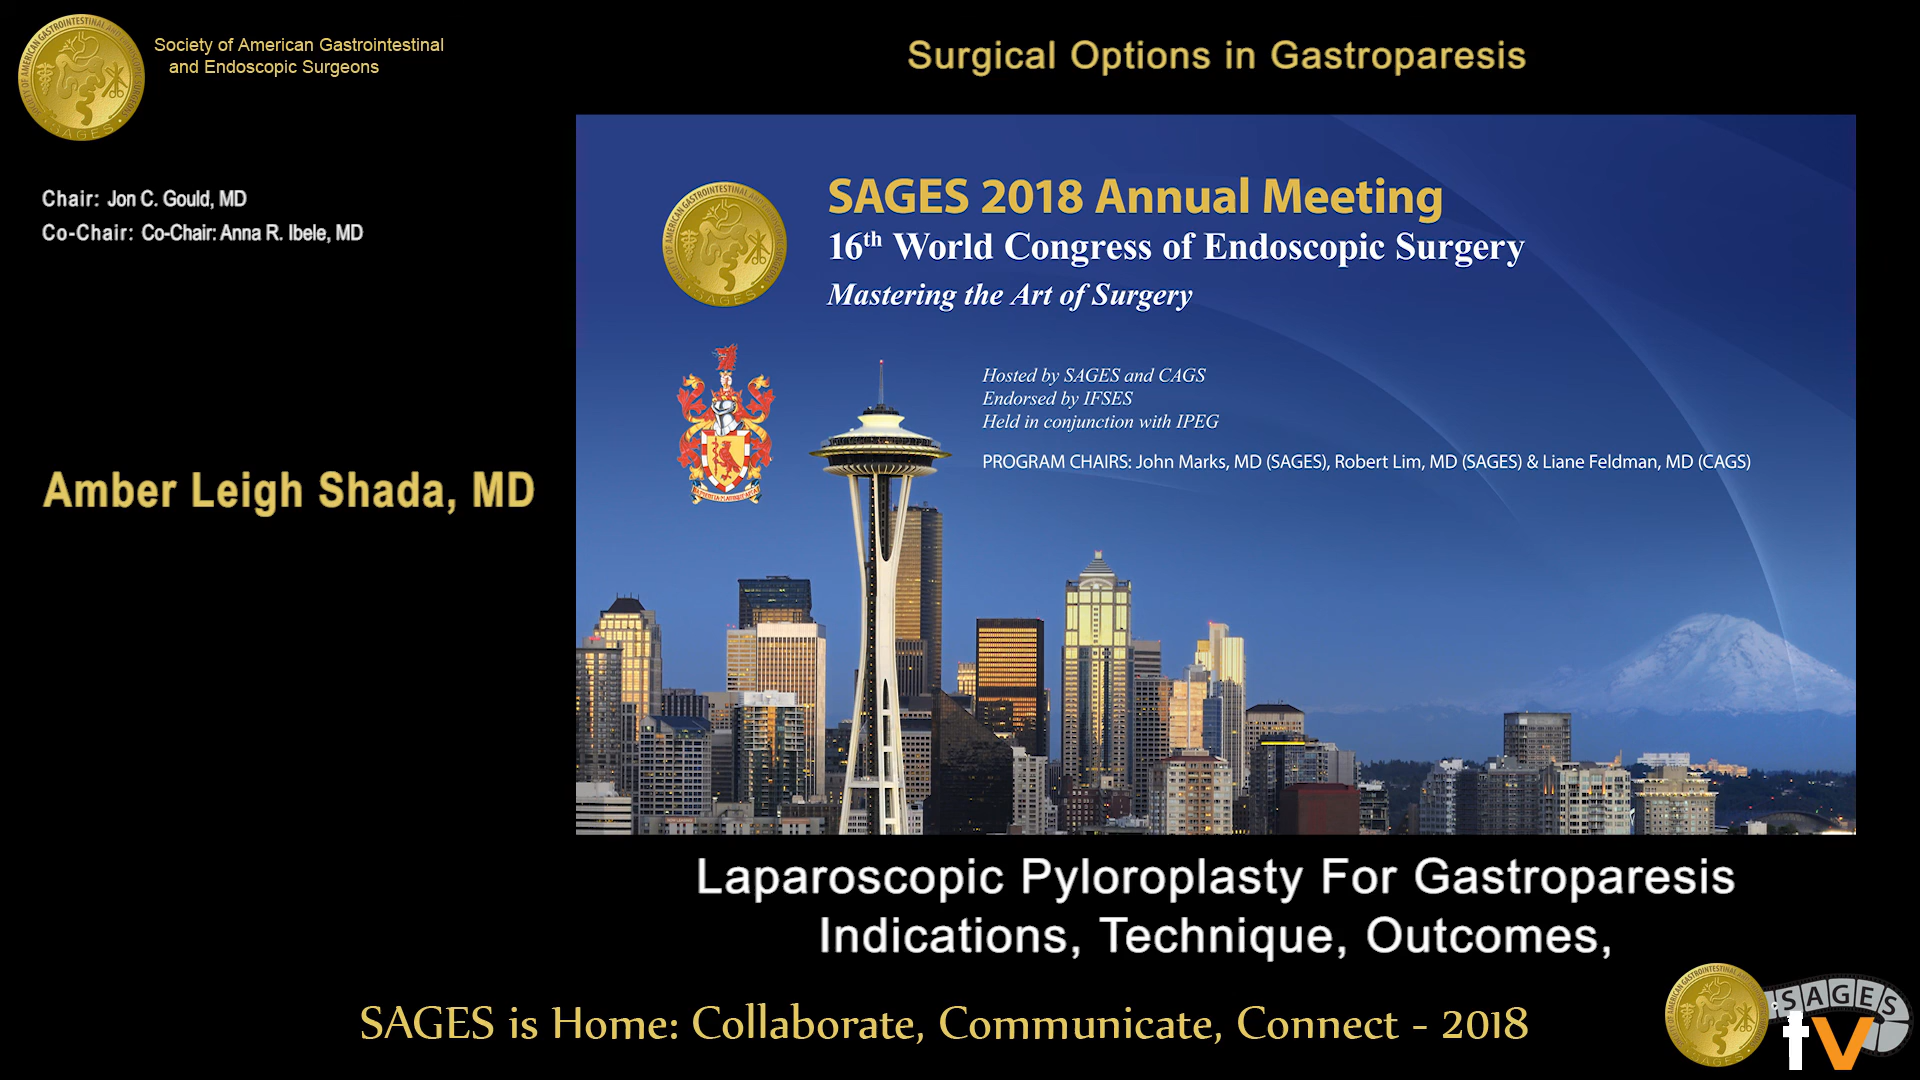 Society of American Gastrointestinal
and Endoscopic Surgeons
Surgical Options in Gastroparesis
Chair: Jon C. Gould, MD
Co-Chair: Co-Chair: Anna R. Ibele, MD
Amber Leigh Shada, MD
SAGES 2018 Annual Meeting
16th World Congress of Endoscopic Surgery
Mastering the Art of Surgery
Hosted by SAGES and CAGS
Endorsed by IFSES
Held in conjunction with IPEG
PROGRAM CHAIRS: John Marks, MD (SAGES), Robert Lim, MD (SAGES) & Liane Feldman, MD (CAGS)
Laparoscopic Pyloroplasty For Gastroparesis
Indications, Technique, Outcomes,
SAGES is Home: Collaborate, Communicate, Connect - 2018
SAGES
tv